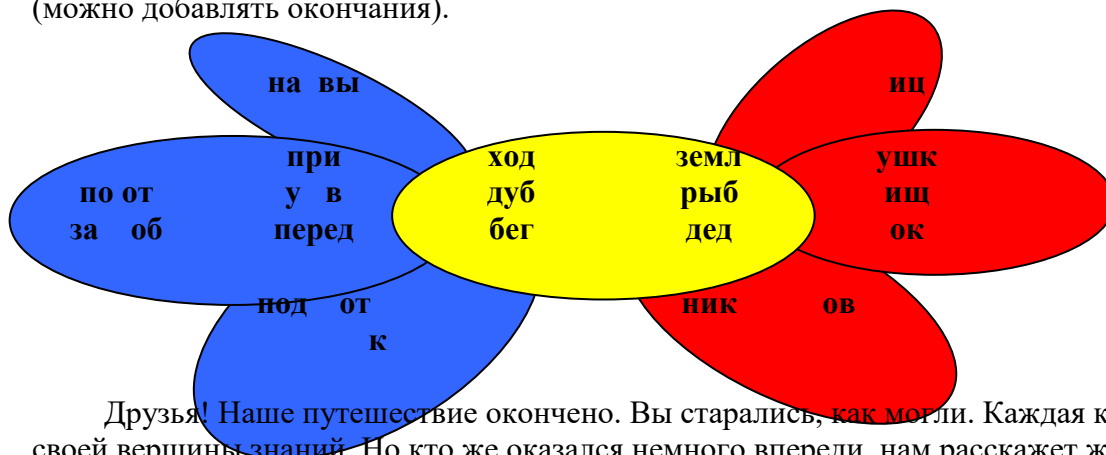 (можно добавлять окончания).
на вы иц
при ход земл ушк
по от у в дуб рыб ищ
за об перед бег дед ок
под от ник ов
к
Друзья! Наше путешествие окончено. Вы старались, как могли. Каждая к
своей вершины знаний. Но кто же оказался немного впереди, нам расскажет ж